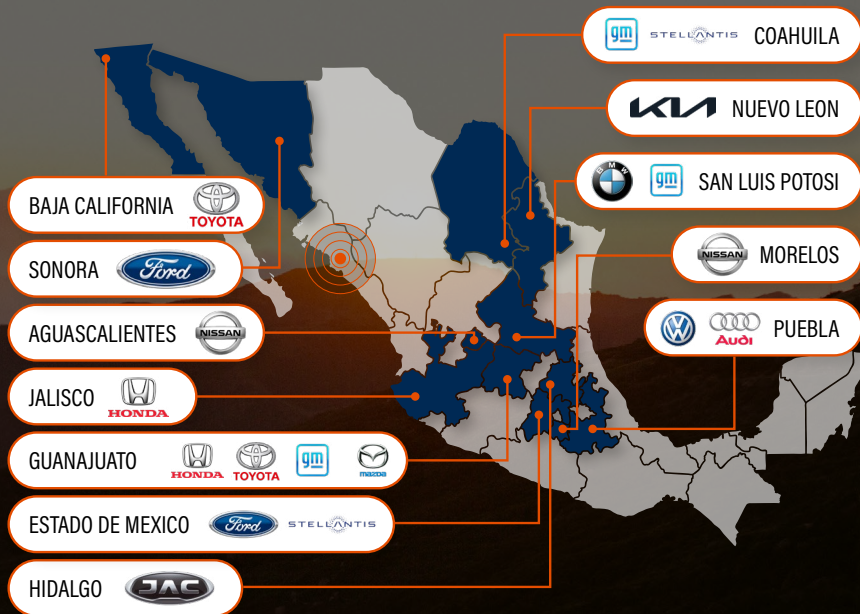 gm STELLANTIS COAHUILA
KIA NUEVO LEON
BMW gm SAN LUIS POTOSI
BAJA CALIFORNIA TOYOTA
NISSAN MORELOS
SONORA Ford
AGUASCALIENTES NISSAN
Audi PUEBLA
JALISCO HONDA
GUANAJUATO HONDA TOYOTA gm mazda
ESTADO DE MEXICO Ford STELLANTIS
HIDALGO JAC